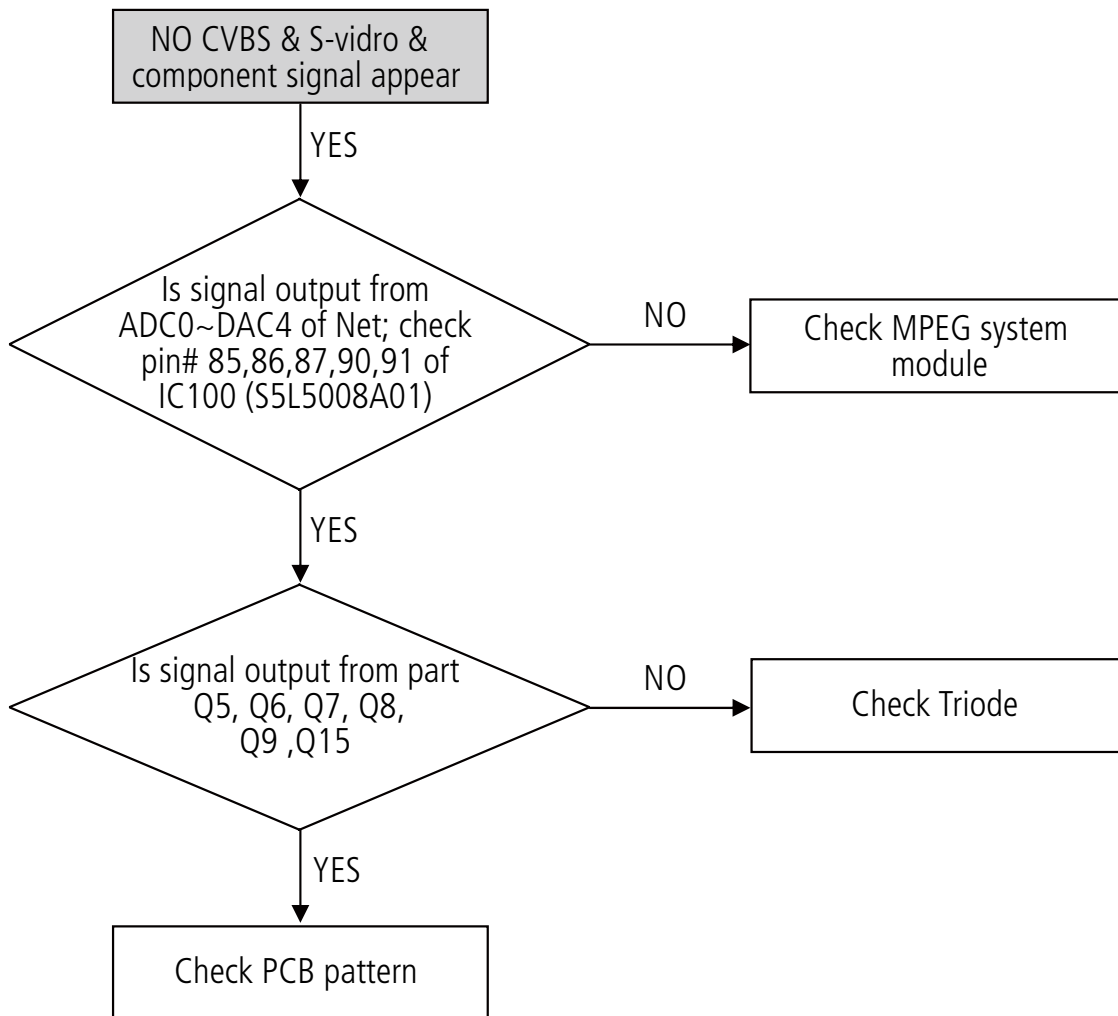 NO CVBS & S-vidro &
component signal appear
YES
Is signal output from
ADC0~DAC4 of Net; check
pin# 85,86,87,90,91 of
IC100 (S5L5008A01)
NO
Check MPEG system
module
YES
Is signal output from part
Q5, Q6, Q7, Q8,
Q9 ,Q15
NO
Check Triode
YES
Check PCB pattern